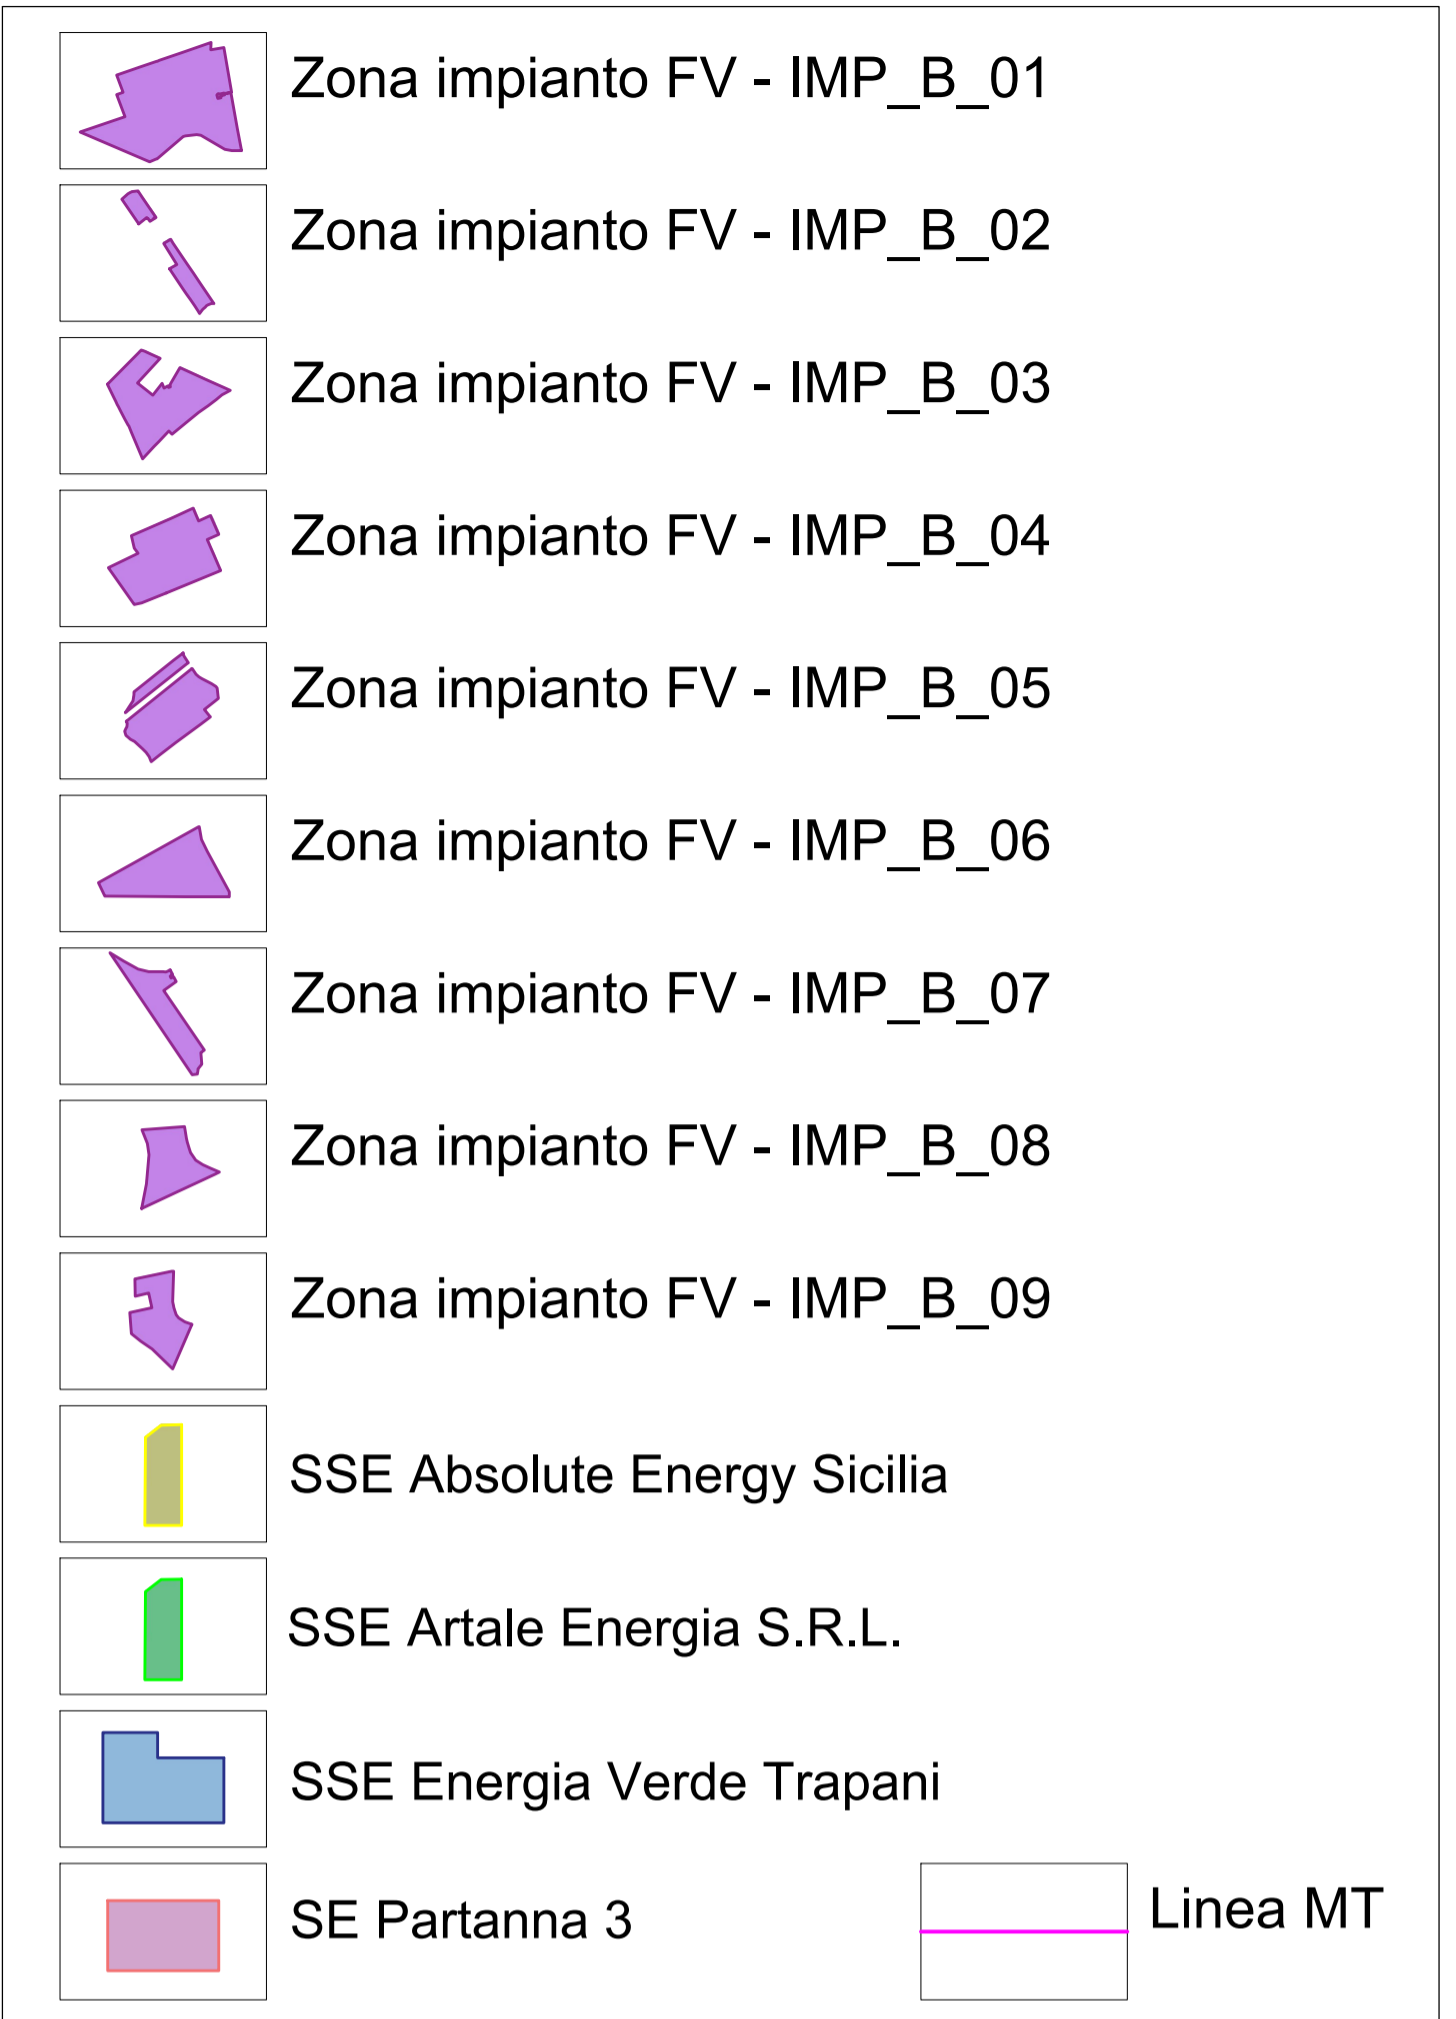 Zona impianto FV - IMP_B_01
Zona impianto FV - IMP_B_02
Zona impianto FV - IMP_B_03
Zona impianto FV - IMP_B_04
Zona impianto FV - IMP_B_05
Zona impianto FV - IMP_B_06
Zona impianto FV - IMP_B_07
Zona impianto FV - IMP_B_08
Zona impianto FV - IMP_B_09
SSE Absolute Energy Sicilia
SSE Artale Energia S.R.L.
SSE Energia Verde Trapani
SE Partanna 3
Linea MT